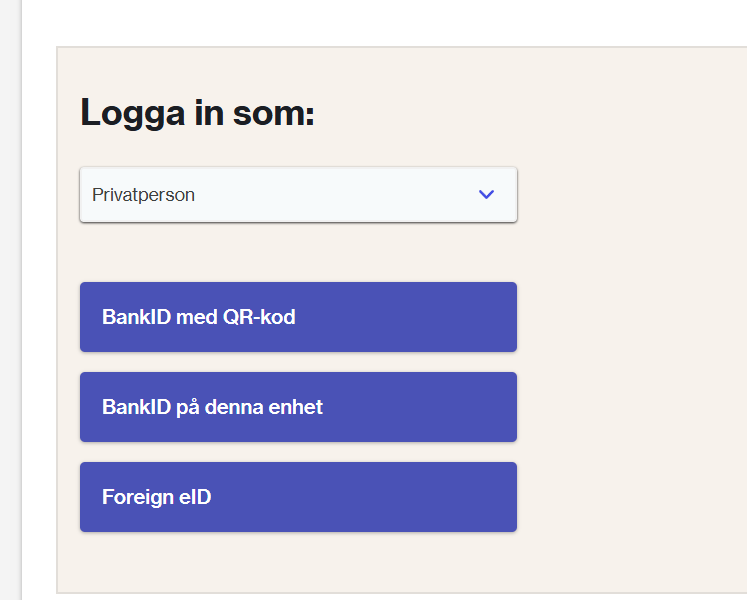 Logga in som:
Privatperson
BankID med QR-kod
BankID på denna enhet
Foreign eID